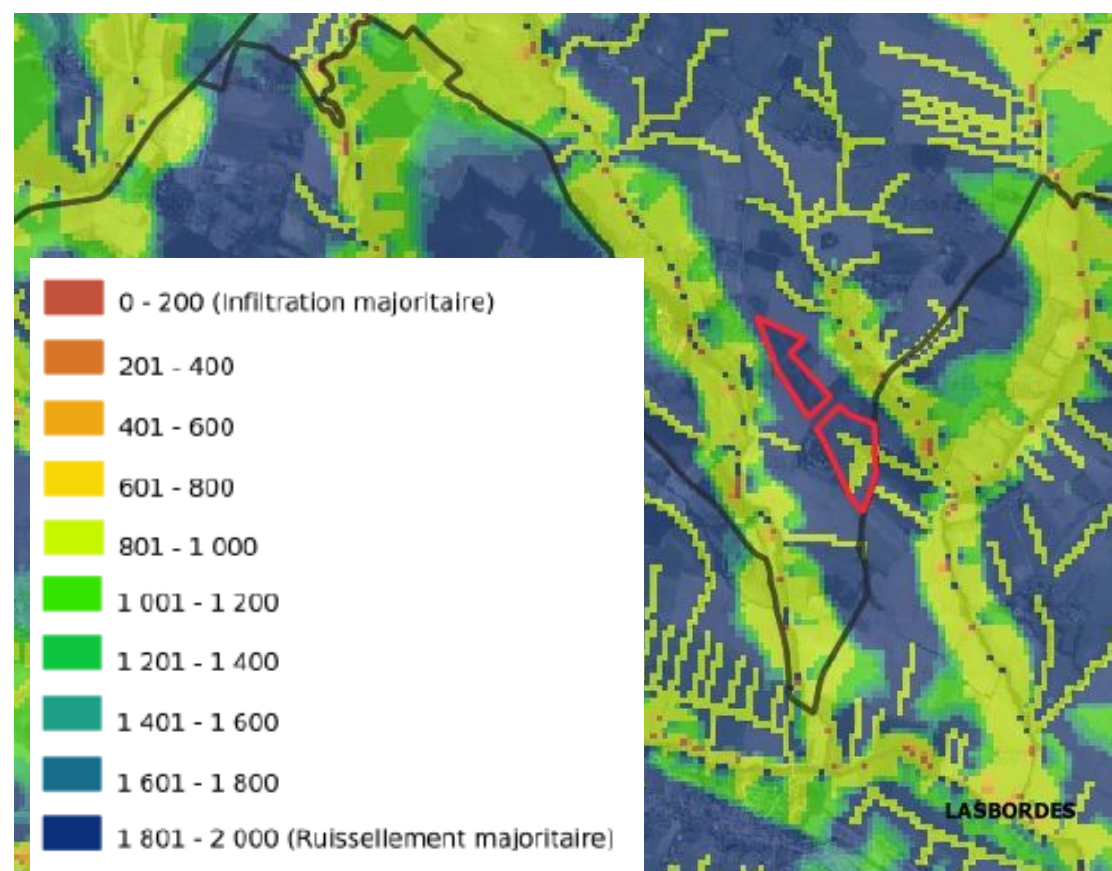 0 - 200 (Infiltration majoritaire)
201 - 400
401 - 600
601 - 800
801 - 1 000
1 001 - 1 200
1 201 - 1 400
1 401 - 1 600
1 601 - 1 800
1 801 - 2 000 (Ruissellement majoritaire)
LASBORDES